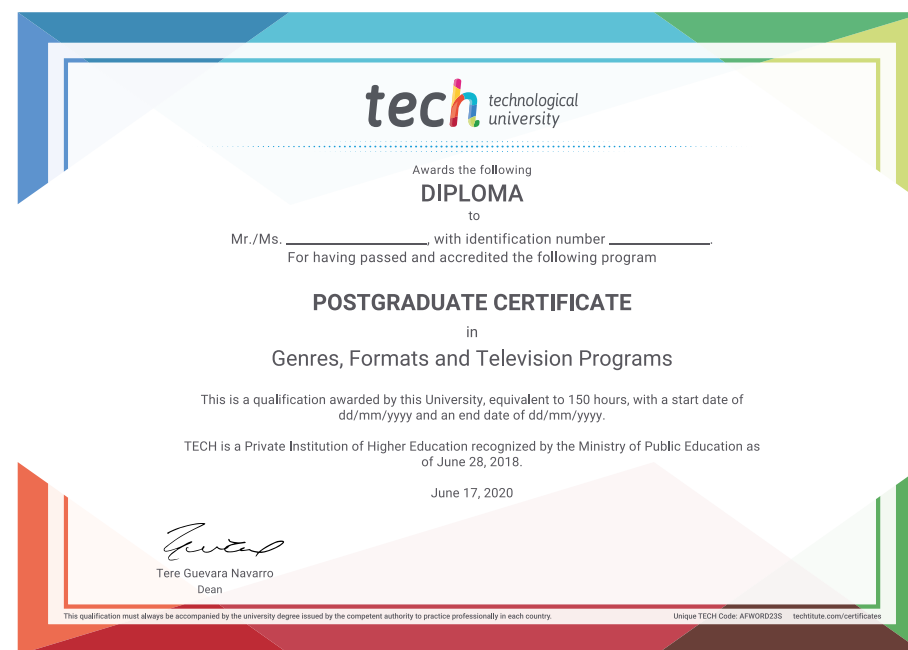 tech technological
university
Awards the following
DIPLOMA
to
Mr./Ms. ____________, with identification number ____________.
For having passed and accredited the following program
POSTGRADUATE CERTIFICATE
in
Genres, Formats and Television Programs
This is a qualification awarded by this University, equivalent to 150 hours, with a start date of
dd/mm/yyyy and an end date of dd/mm/yyyy.
TECH is a Private Institution of Higher Education recognized by the Ministry of Public Education as
of June 28, 2018.
June 17, 2020
Tere Guevara Navarro
Dean
This qualification must always be accompanied by the university degree issued by the competent authority to practice professionally in each country. Unique TECH Code: AFWORD23S techtitute.com/certificates